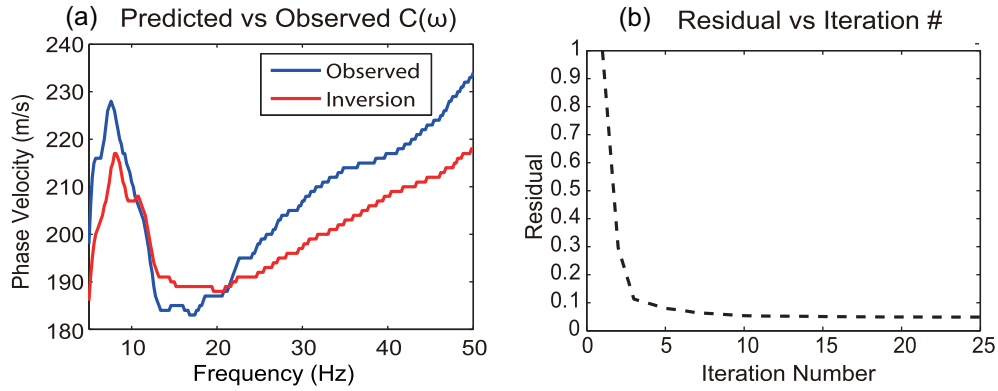 (a) Predicted vs Observed C(ω)
240
230
220
210
200
190
180
Phase Velocity (m/s)
Observed
Inversion
10 20 30 40 50
Frequency (Hz)
(b) Residual vs Iteration #
1
0.9
0.8
0.7
0.6
0.5
0.4
0.3
0.2
0.1
0
Residual
0 5 10 15 20 25
Iteration Number